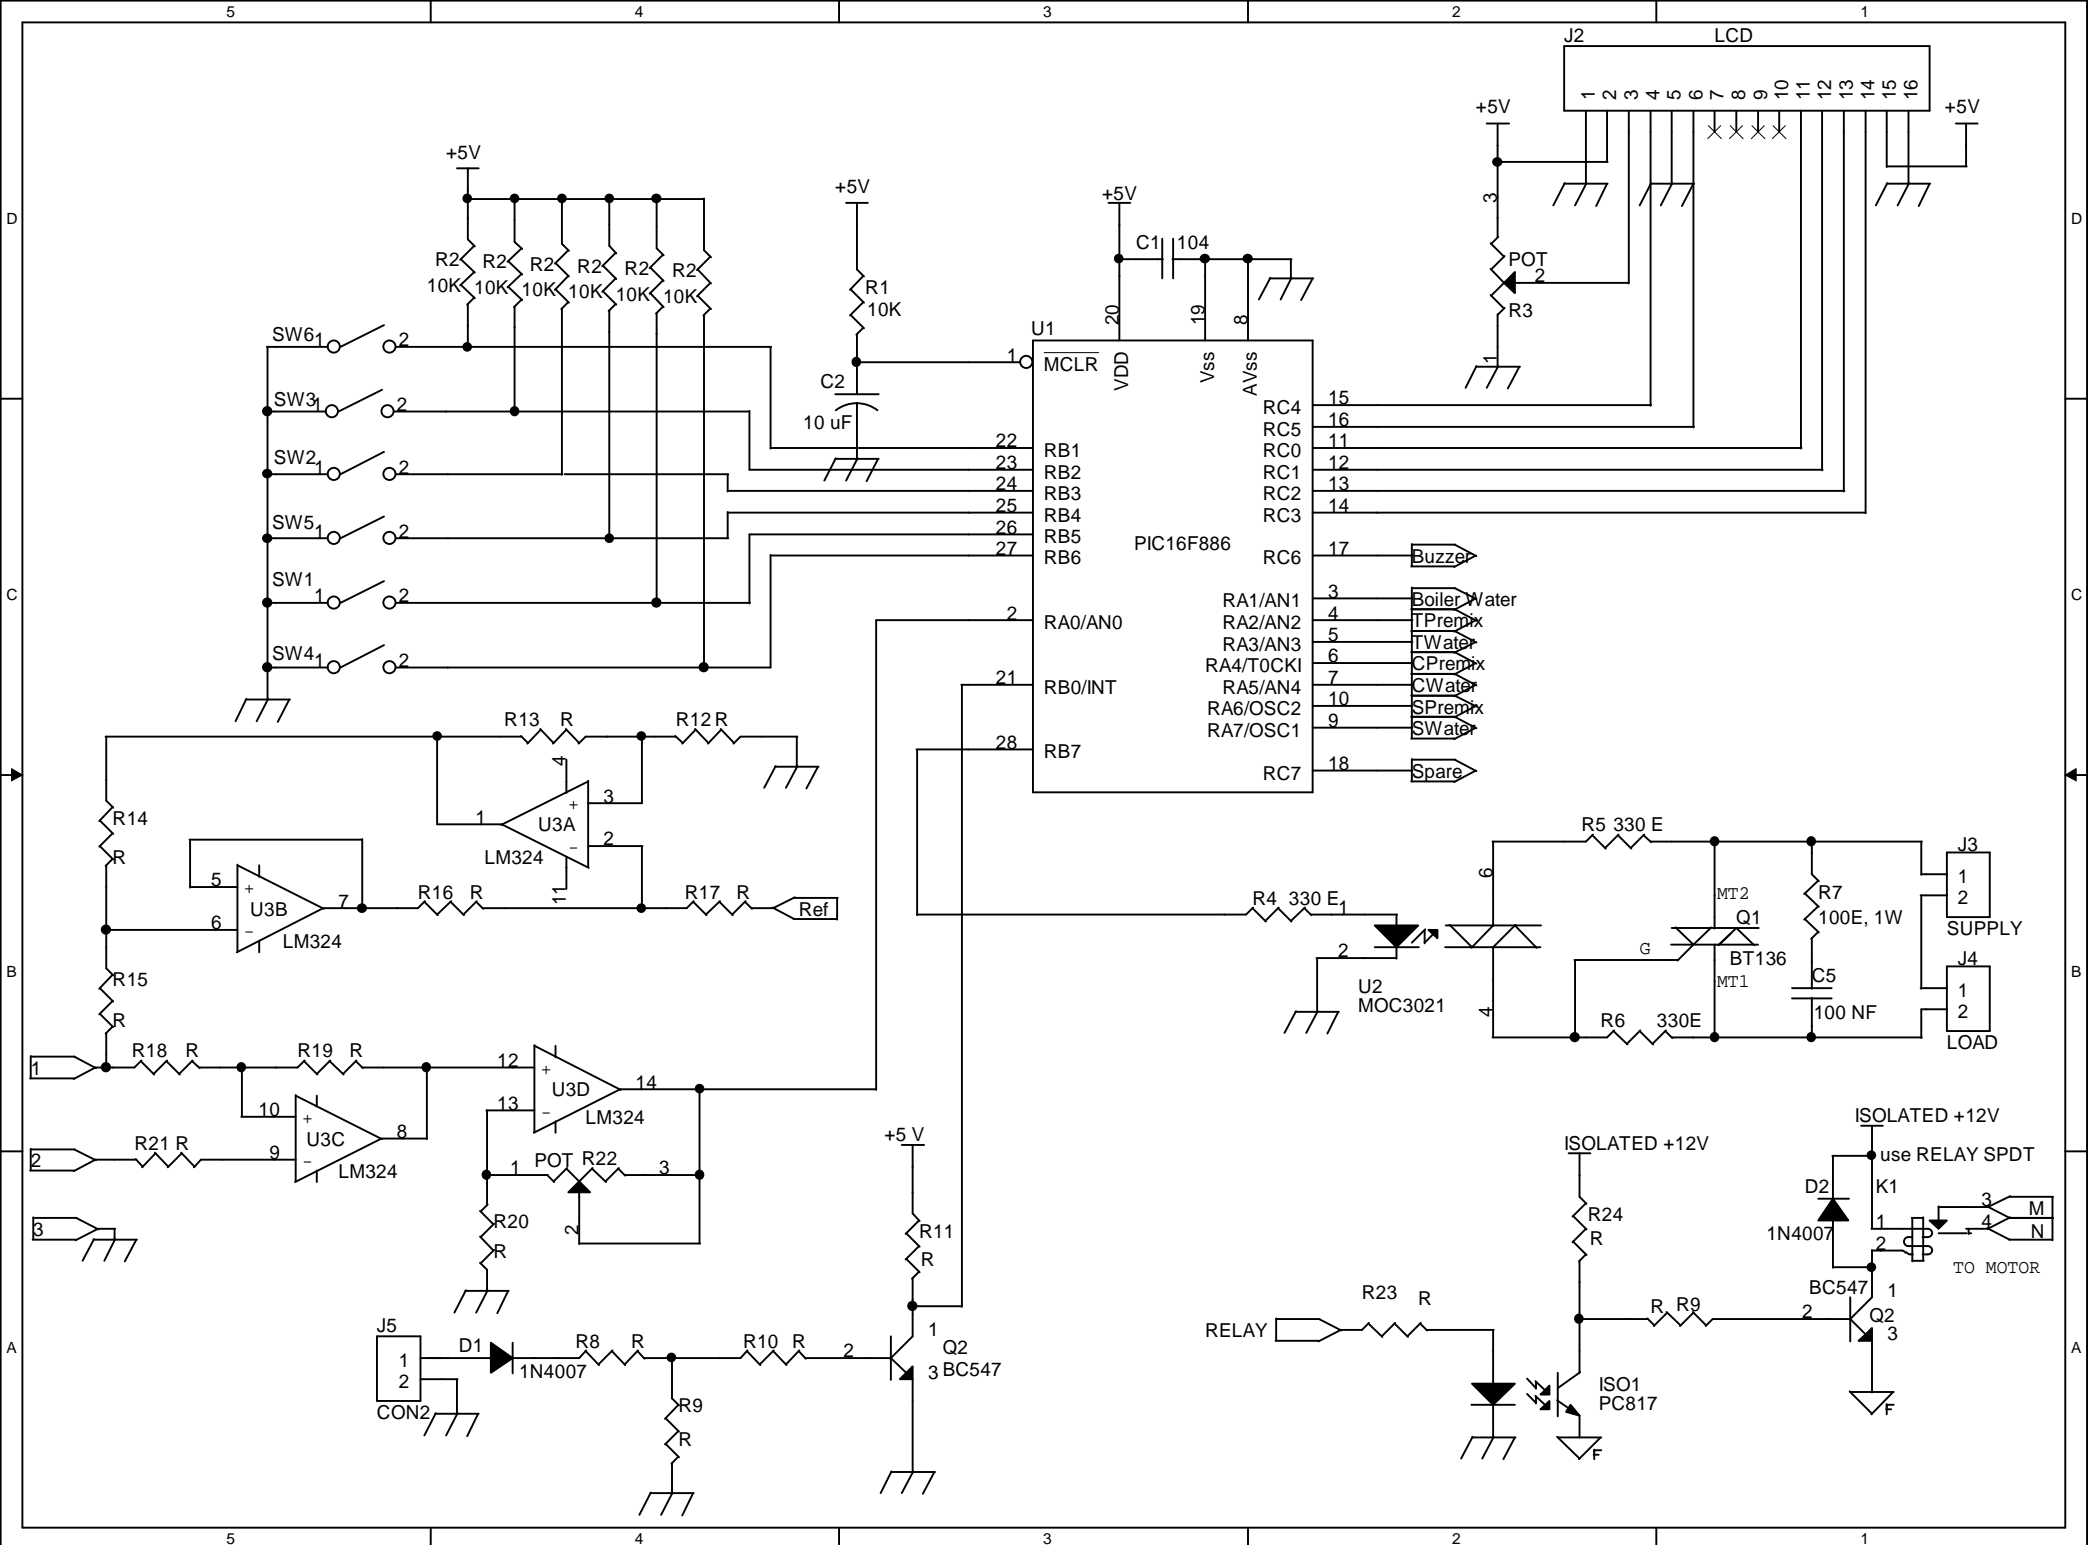 5 4 3 2 1
J2 LCD
1 2 3 4 5 6 7 8 9 10 11 12 13 14 15 16
+5V +5V
+5V
+5V
+5V
D D
3
POT
2
R3
1
R2 R2 R2 R2 R2 R2
10K 10K 10K 10K 10K 10K
R1
10K
C1 104
20 19 8
U1
1 MCLR
VDD Vss AVss
C2
10 uF
SW6 1 2
SW3 1 2
SW2 1 2
SW5 1 2
SW1 1 2
SW4 1 2
22 RB1
23 RB2
24 RB3
25 RB4
26 RB5
27 RB6
2 RA0/AN0
21 RB0/INT
28 RB7
PIC16F886
RC4 15
RC5 16
RC0 11
RC1 12
RC2 13
RC3 14
RC6 17 Buzzer
RA1/AN1 3 Boiler Water
RA2/AN2 4 TPremix
RA3/AN3 5 TWater
RA4/T0CKI 6 CPremix
RA5/AN4 7 CWater
RA6/OSC2 10 SPremix
RA7/OSC1 9 SWater
RC7 18 Spare
C C
R13 R R12 R
4
3 +
1 U3A
2 −
LM324
11
R14
R
5 +
U3B 7
6 −
LM324
R16 R R17 R Ref
R15
R
1 R18 R R19 R
10 +
U3C 8
9 −
LM324
2 R21 R
3
12 +
U3D 14
13 −
LM324
1 POT R22 3
2
R20
R
+5 V
R11
R
J5
1
2
CON2
D1
1N4007
R8 R
R10 R
R9
R
2
1
Q2
3 BC547
R4 330 E 1
2
U2
MOC3021
6
4
R5 330 E
MT2
Q1
G
BT136
MT1
R6 330E
R7
100E, 1W
C5
100 NF
J3
1
2
SUPPLY
J4
1
2
LOAD
B B
ISOLATED +12V
ISOLATED +12V
use RELAY SPDT
D2 K1
1N4007
1
2
3 M
4 N
TO MOTOR
R24
R
RELAY R23 R
ISO1
PC817
R R9
2
BC547 1
Q2
3
F
F
A A
5 4 3 2 1